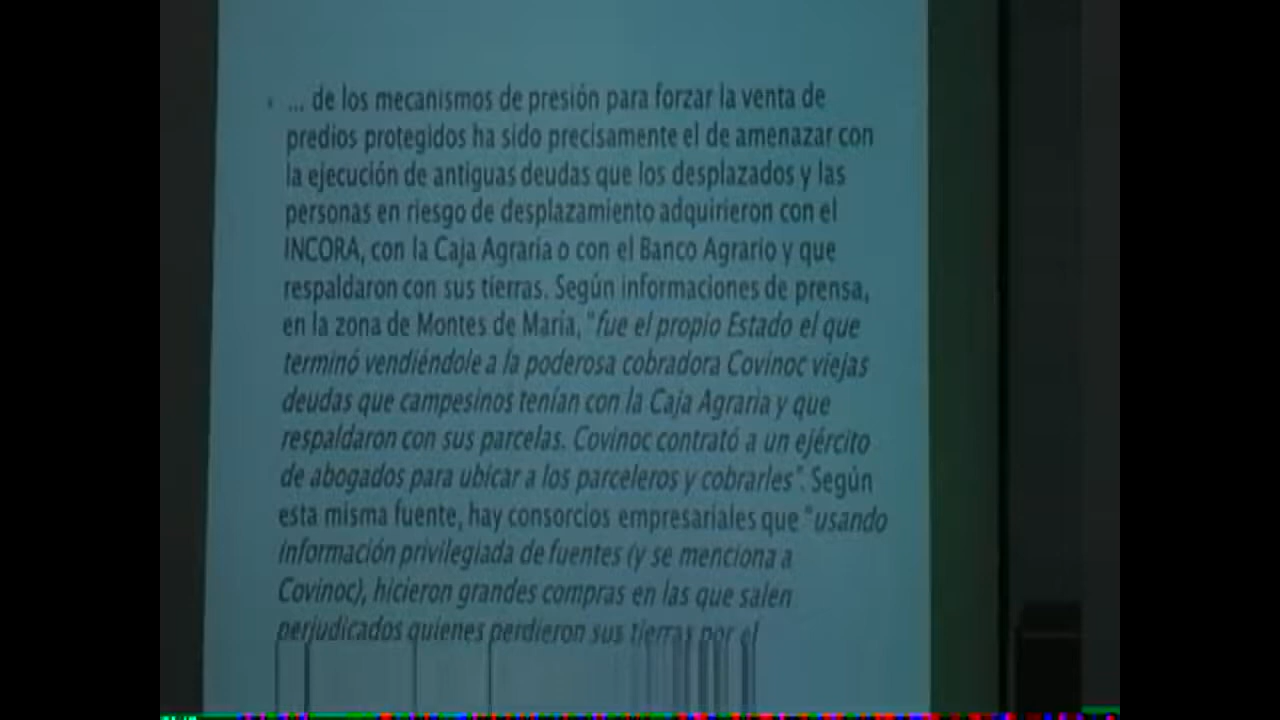 ... de los mecanismos de presión para forzar la venta de
predios protegidos ha sido precisamente el de amenazar con
la ejecución de antiguas deudas que los desplazados y las
personas en riesgo de desplazamiento adquirieron con el
INCORA, con la Caja Agraria o con el Banco Agrario y que
respaldaron con sus tierras. Según informaciones de prensa,
en la zona de Montes de María, "fue el propio Estado el que
terminó vendiéndole a la poderosa cobradora Covinoc viejas
deudas que campesinos tenían con la Caja Agraria y que
respaldaron con sus parcelas. Covinoc contrató a un ejército
de abogados para ubicar a los parceleros y cobrarles". Según
esta misma fuente, hay consorcios empresariales que "usando
información privilegiada de fuentes (y se menciona a
Covinoc), hicieron grandes compras en las que salen
perjudicados quienes perdieron sus tierras por el